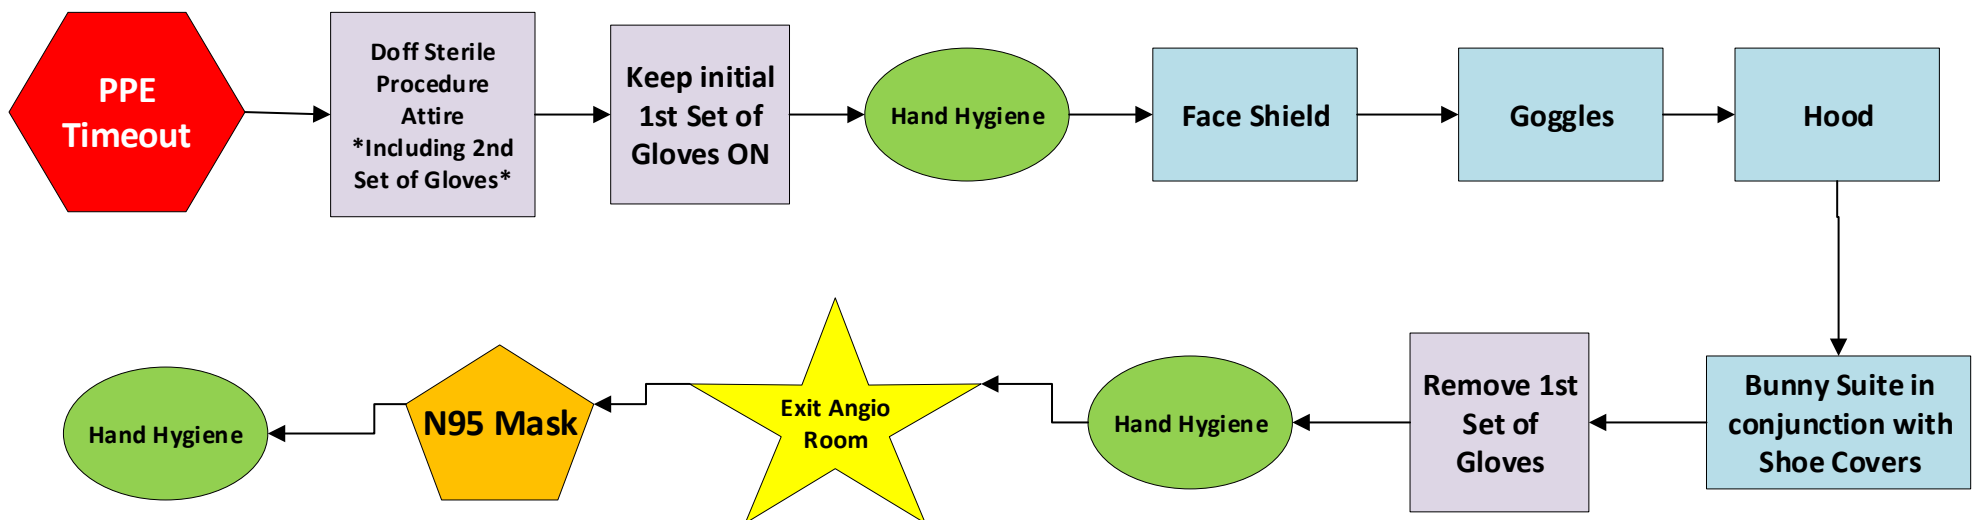 PPE
Timeout
Doff Sterile
Procedure
Attire
*Including 2nd
Set of Gloves*
Keep initial
1st Set of
Gloves ON
Hand Hygiene
Face Shield
Goggles
Hood
Bunny Suite in
conjunction with
Shoe Covers
Remove 1st
Set of
Gloves
Hand Hygiene
Exit Angio
Room
N95 Mask
Hand Hygiene